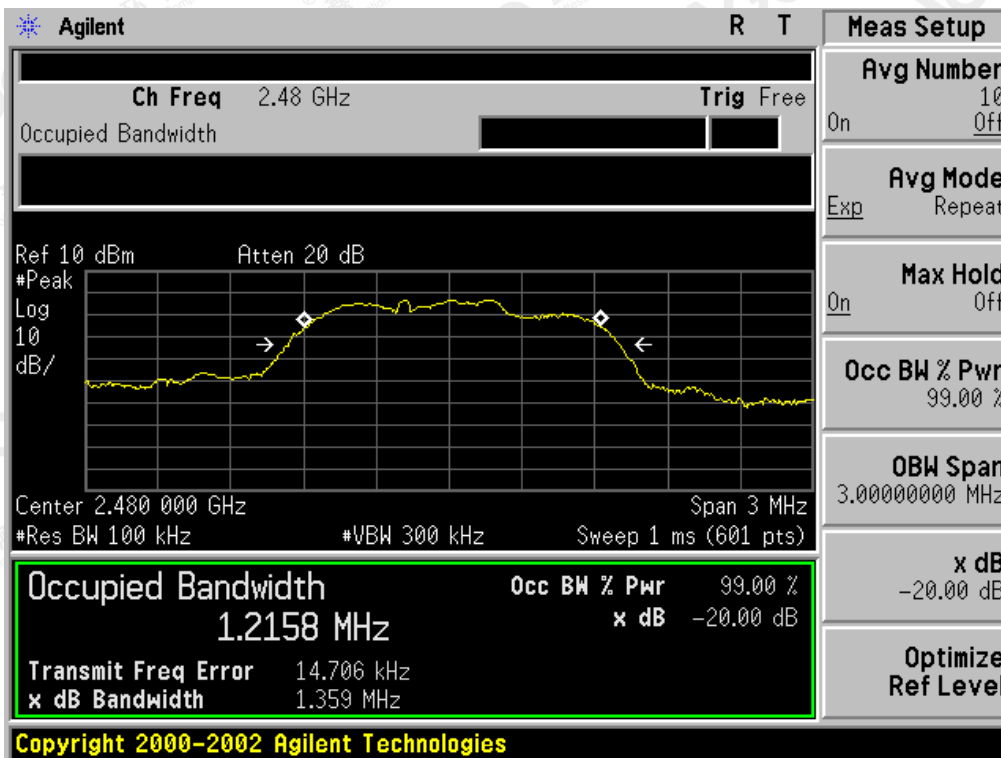 Agilent R T
Ch Freq 2.48 GHz Trig Free
Occupied Bandwidth
Ref 10 dBm Atten 20 dB
#Peak
Log
10
dB/
Center 2.480 000 GHz Span 3 MHz
#Res BW 100 kHz #VBW 300 kHz Sweep 1 ms (601 pts)
Occupied Bandwidth Occ BW % Pwr 99.00 %
1.2158 MHz x dB -20.00 dB
Transmit Freq Error 14.706 kHz
x dB Bandwidth 1.359 MHz
Copyright 2000-2002 Agilent Technologies
Meas Setup
Avg Number
10
On Off
Avg Mode
Exp Repeat
Max Hold
On Off
Occ BW % Pwr
99.00 %
OBW Span
3.00000000 MHz
x dB
-20.00 dB
Optimize
Ref Level